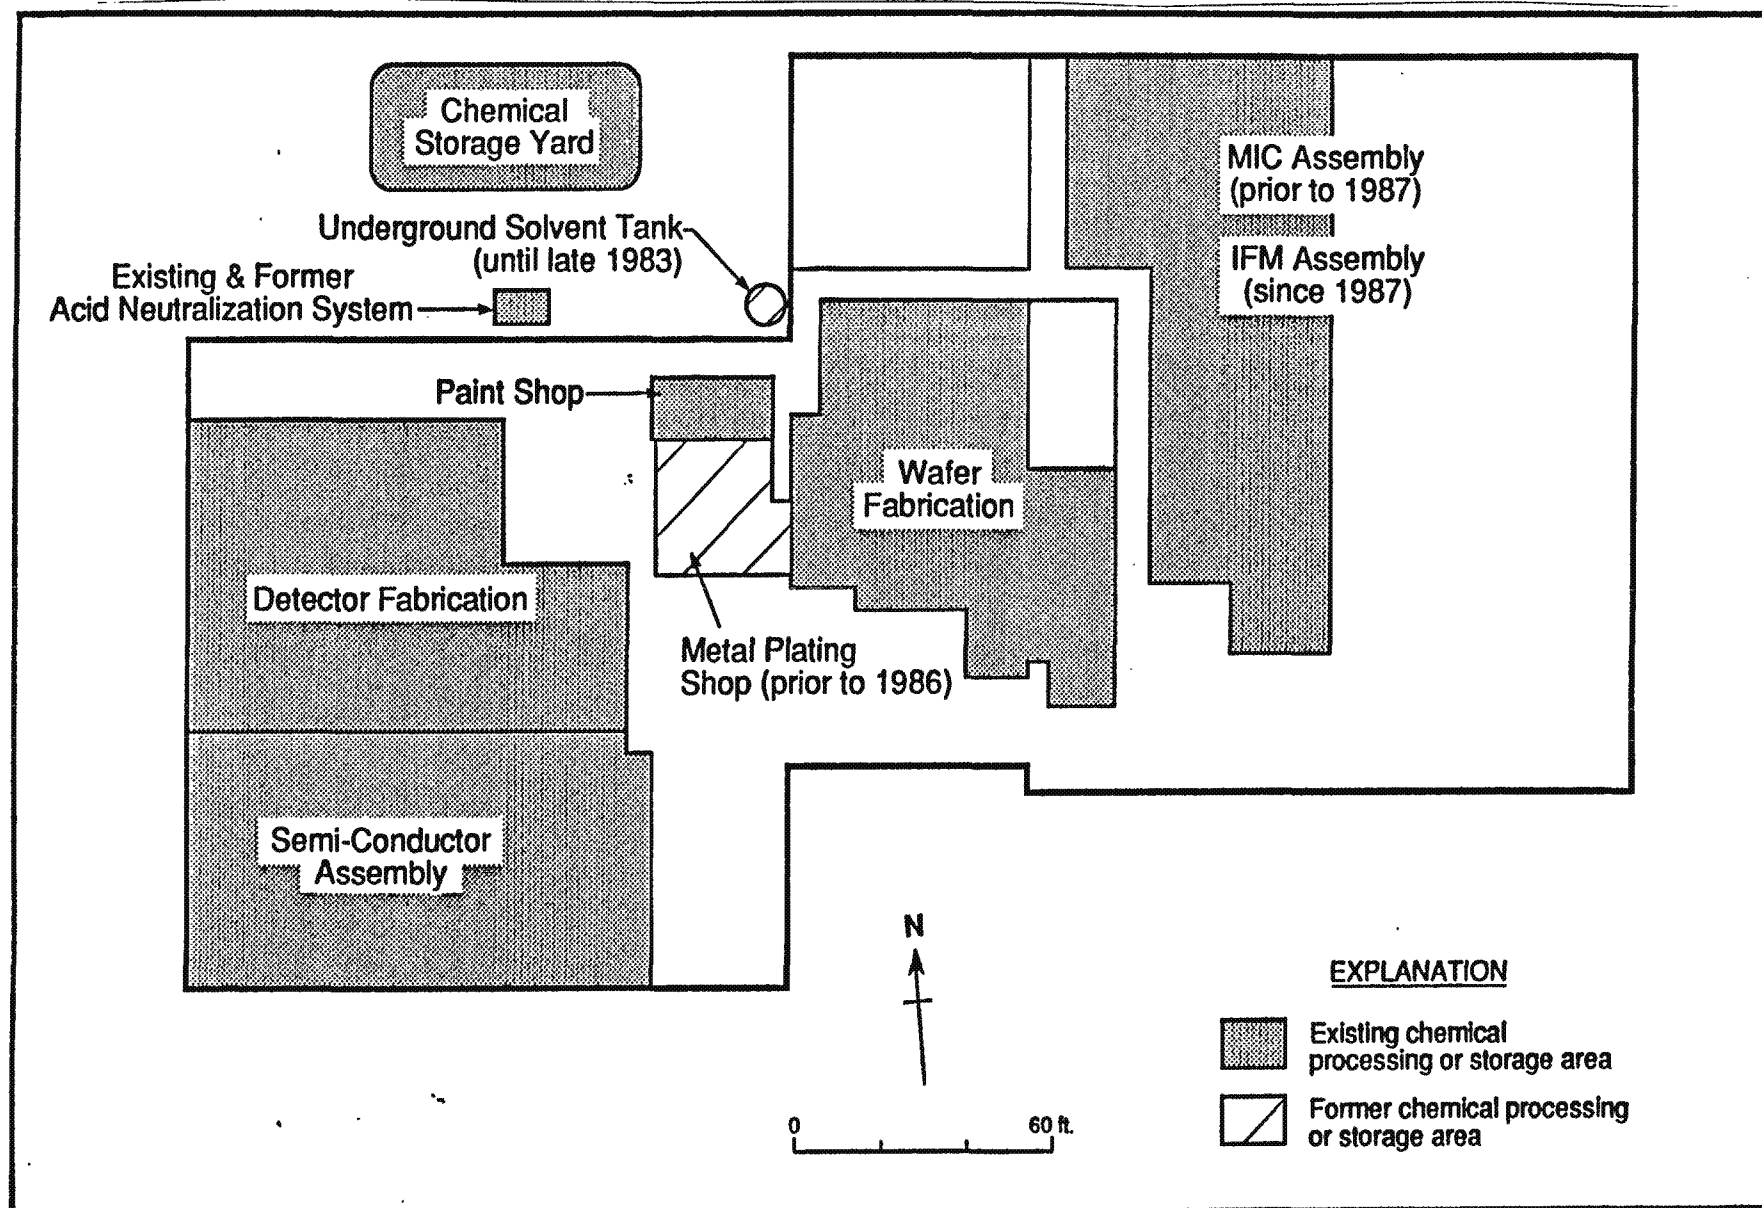 Chemical
Storage Yard
Underground Solvent Tank
(until late 1983)
Existing & Former
Acid Neutralization System
MIC Assembly
(prior to 1987)
IFM Assembly
(since 1987)
Paint Shop
Wafer
Fabrication
Detector Fabrication
Metal Plating
Shop (prior to 1986)
Semi-Conductor
Assembly
N
0 60 ft.
EXPLANATION
Existing chemical
processing or storage area
Former chemical processing
or storage area